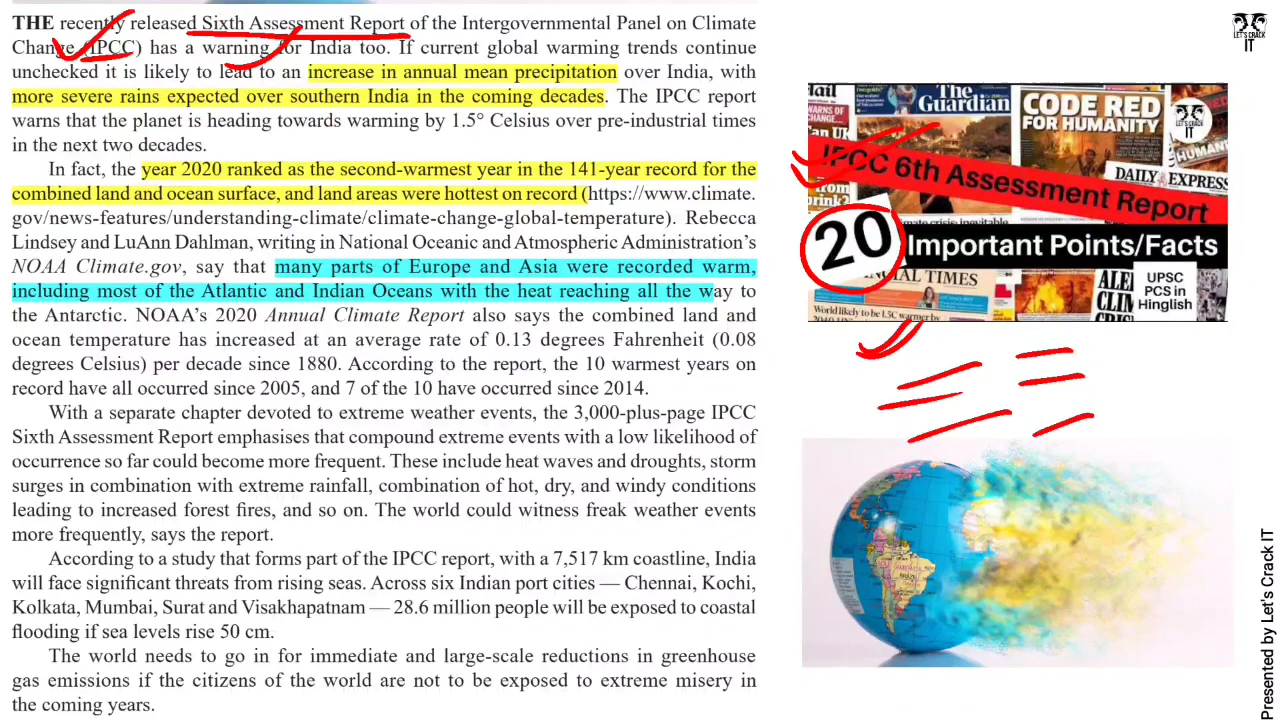 THE recently released Sixth Assessment Report of the Intergovernmental Panel on Climate
Change (IPCC) has a warning for India too. If current global warming trends continue
unchecked it is likely to lead to an increase in annual mean precipitation over India, with
more severe rains expected over southern India in the coming decades. The IPCC report
warns that the planet is heading towards warming by 1.5° Celsius over pre-industrial times
in the next two decades.
In fact, the year 2020 ranked as the second-warmest year in the 141-year record for the
combined land and ocean surface, and land areas were hottest on record (https://www.climate.
gov/news-features/understanding-climate/climate-change-global-temperature). Rebecca
Lindsey and LuAnn Dahlman, writing in National Oceanic and Atmospheric Administration’s
NOAA Climate.gov, say that many parts of Europe and Asia were recorded warm,
including most of the Atlantic and Indian Oceans with the heat reaching all the way to
the Antarctic. NOAA’s 2020 Annual Climate Report also says the combined land and
ocean temperature has increased at an average rate of 0.13 degrees Fahrenheit (0.08
degrees Celsius) per decade since 1880. According to the report, the 10 warmest years on
record have all occurred since 2005, and 7 of the 10 have occurred since 2014.
With a separate chapter devoted to extreme weather events, the 3,000-plus-page IPCC
Sixth Assessment Report emphasises that compound extreme events with a low likelihood of
occurrence so far could become more frequent. These include heat waves and droughts, storm
surges in combination with extreme rainfall, combination of hot, dry, and windy conditions
leading to increased forest fires, and so on. The world could witness freak weather events
more frequently, says the report.
According to a study that forms part of the IPCC report, with a 7,517 km coastline, India
will face significant threat from rising seas. Across six Indian port cities — Chennai, Kochi,
Kolkata, Mumbai, Surat and Visakhapatnam — 28.6 million people will be exposed to coastal
flooding if sea levels rise 50 cm.
The world needs to go in for immediate and large-scale reductions in greenhouse
gas emissions if the citizens of the world are not to be exposed to extreme misery in
the coming years.
LET'S CRACK
IT
The
Guardian
CODE RED
FOR HUMANITY
LET'S CRACK
IT
IPCC 6th Assessment Report
DAILY EXPRESS
20 Important Points/Facts
UPSC
PCS in
Hinglish
World likely to be 1.5C warmer by
BRAZIL
Presented by Let's Crack IT